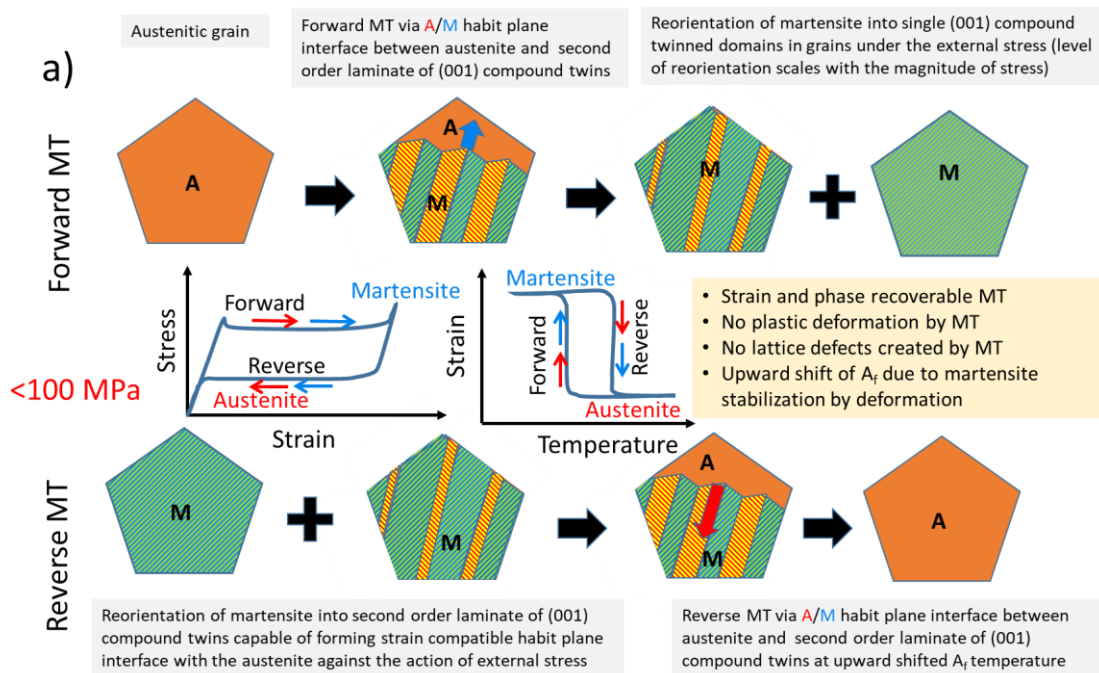 Austenitic grain
Forward MT via A/M habit plane
interface between austenite and second
order laminate of (001) compound twins
Reorientation of martensite into single (001) compound
twinned domains in grains under the external stress (level
of reorientation scales with the magnitude of stress)
a)
Forward MT
A
A
M
M
M
Stress
Forward
Martensite
Reverse
Austenite
Strain
Strain
Martensite
Forward
Reverse
Austenite
Temperature
• Strain and phase recoverable MT
• No plastic deformation by MT
• No lattice defects created by MT
• Upward shift of Af due to martensite
stabilization by deformation
<100 MPa
Reverse MT
M
M
A
M
A
Reorientation of martensite into second order laminate of (001)
compound twins capable of forming strain compatible habit plane
interface with the austenite against the action of external stress
Reverse MT via A/M habit plane interface between
austenite and second order laminate of (001)
compound twins at upward shifted Af temperature